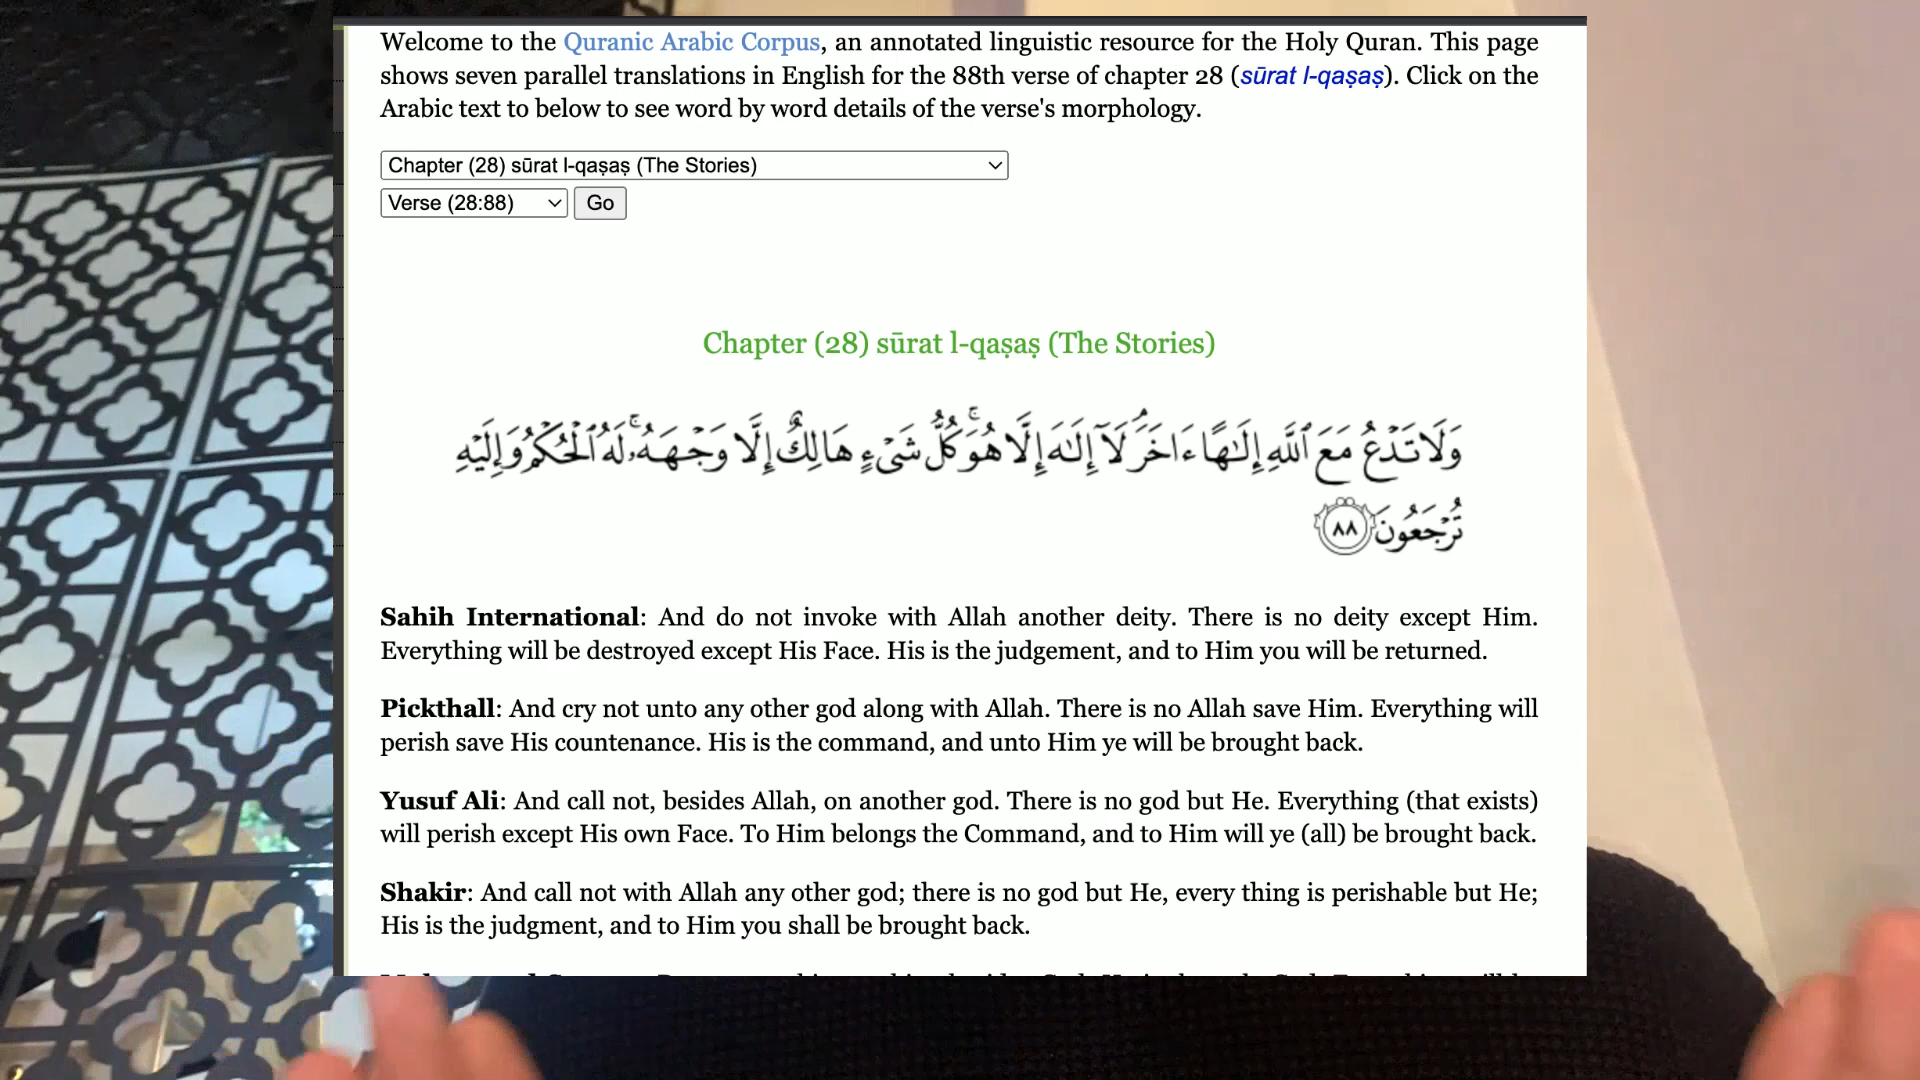 Welcome to the Quranic Arabic Corpus, an annotated linguistic resource for the Holy Quran. This page
shows seven parallel translations in English for the 88th verse of chapter 28 (sūrat l-qaṣaṣ). Click on the
Arabic text to below to see word by word details of the verse's morphology.
Chapter (28) sūrat l-qaṣaṣ (The Stories)
Verse (28:88) Go
Chapter (28) sūrat l-qaṣaṣ (The Stories)
وَلَا تَدْعُ مَعَ ٱللَّهِ إِلَٰهًا ءَاخَرَ ۘ لَآ إِلَٰهَ إِلَّا هُوَ ۚ كُلُّ شَىْءٍ هَالِكٌ إِلَّا وَجْهَهُۥ ۚ لَهُ ٱلْحُكْمُ وَإِلَيْهِ
تُرْجَعُونَ ٨٨
Sahih International: And do not invoke with Allah another deity. There is no deity except Him.
Everything will be destroyed except His Face. His is the judgement, and to Him you will be returned.
Pickthall: And cry not unto any other god along with Allah. There is no Allah save Him. Everything will
perish save His countenance. His is the command, and unto Him ye will be brought back.
Yusuf Ali: And call not, besides Allah, on another god. There is no god but He. Everything (that exists)
will perish except His own Face. To Him belongs the Command, and to Him will ye (all) be brought back.
Shakir: And call not with Allah any other god; there is no god but He, every thing is perishable but He;
His is the judgment, and to Him you shall be brought back.